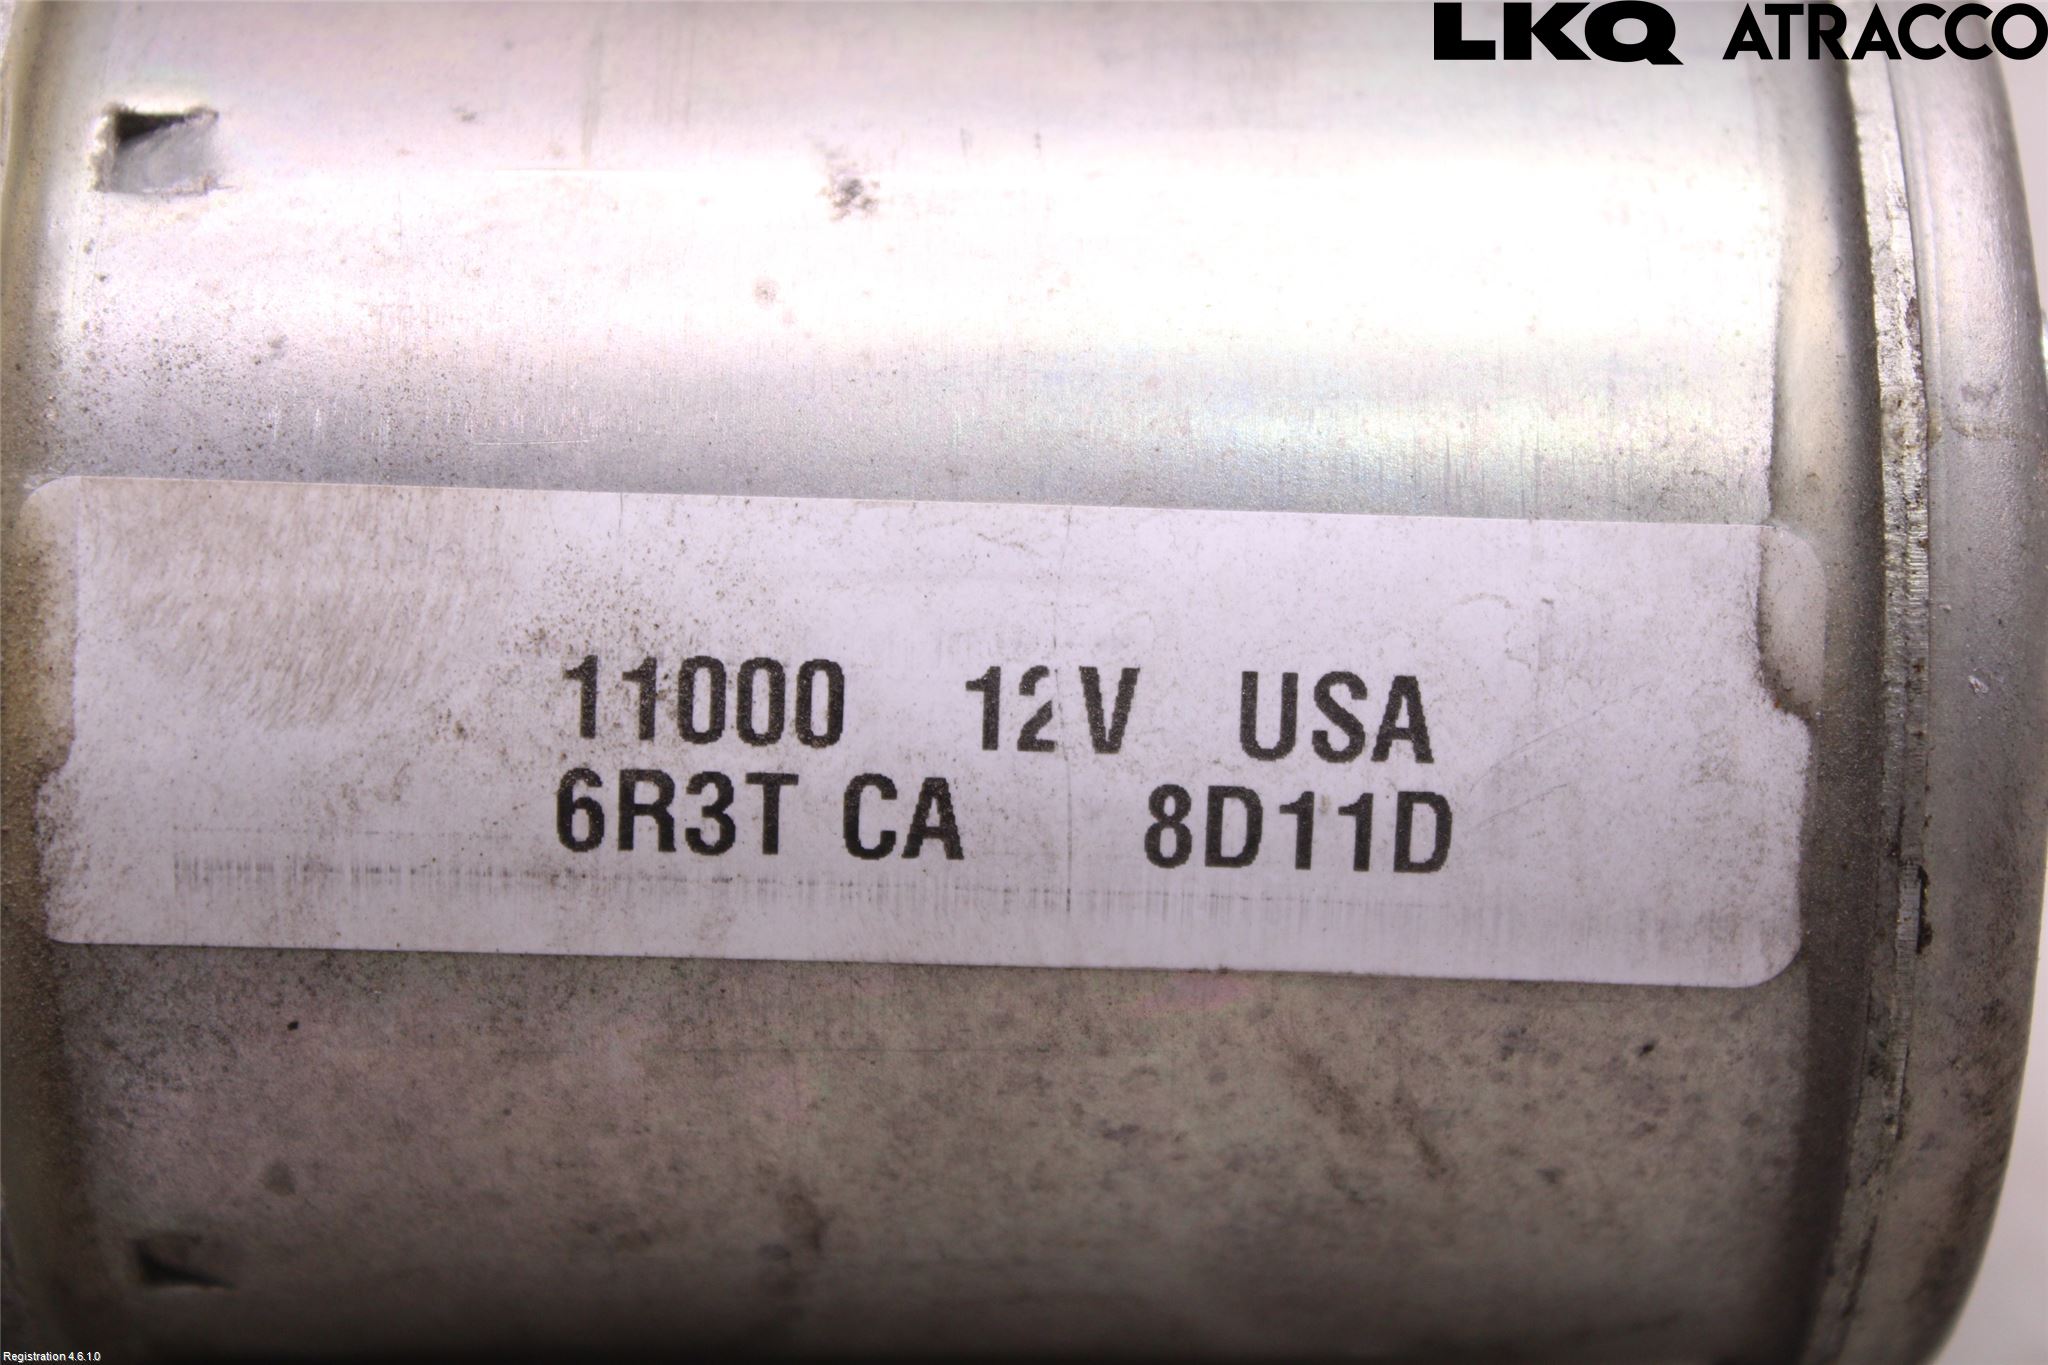 LKQ ATRACCO
11000 12V USA
6R3T CA 8D11D
Registration 4.6.1.0